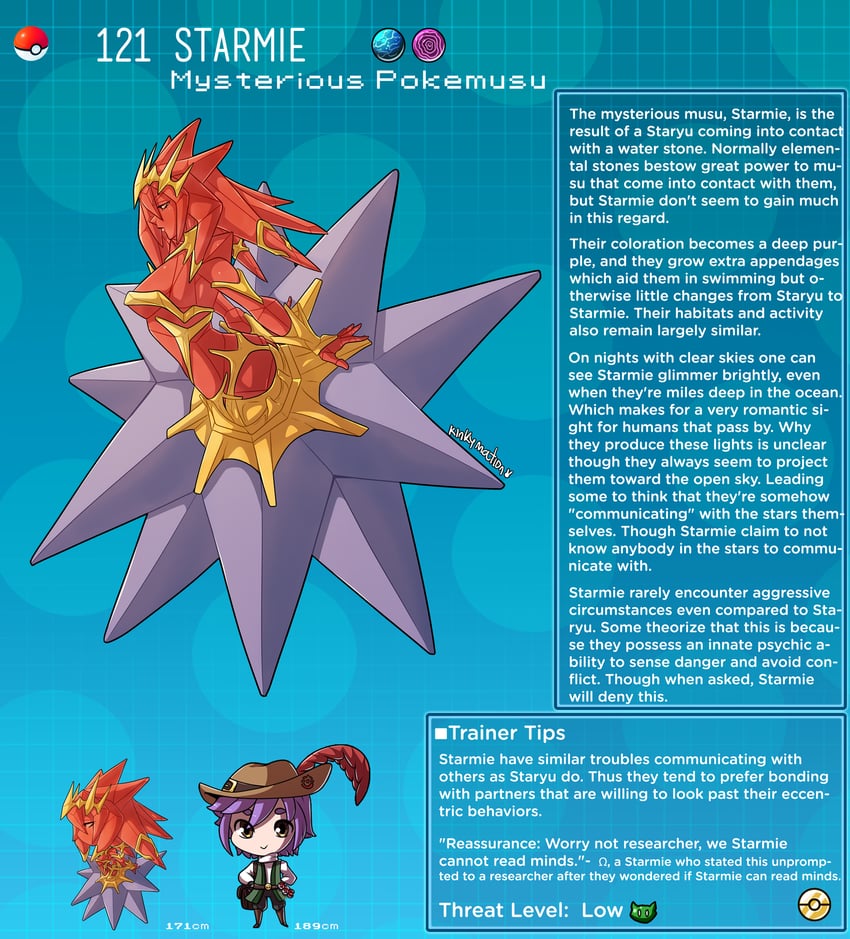 121 STARMIE
Mysterious Pokemusu
The mysterious musu, Starmie, is the
result of a Staryu coming into contact
with a water stone. Normally elemen-
tal stones bestow great power to mu-
su that come into contact with them,
but Starmie don't seem to gain much
in this regard.
Their coloration becomes a deep pur-
ple, and they grow extra appendages
which aid them in swimming but o-
therwise little changes from Staryu to
Starmie. Their habitats and activity
also remain largely similar.
On nights with clear skies one can
see Starmie glimmer brightly, even
when they're miles deep in the ocean.
Which makes for a very romantic si-
ght for humans that pass by. Why
they produce these lights is unclear
though they always seem to project
them toward the open sky. Leading
some to think that they're somehow
"communicating" with the stars them-
selves. Though Starmie claim to not
know anybody in the stars to commu-
nicate with.
Starmie rarely encounter aggressive
circumstances even compared to Sta-
ryu. Some theorize that this is becau-
se they possess an innate psychic a-
bility to sense danger and avoid con-
flict. Though when asked, Starmie
will deny this.
kinkymation
■Trainer Tips
Starmie have similar troubles communicating with
others as Staryu do. Thus they tend to prefer bonding
with partners that are willing to look past their eccen-
tric behaviors.
"Reassurance: Worry not researcher, we Starmie
cannot read minds."- Ω, a Starmie who stated this unpromp-
ted to a researcher after they wondered if Starmie can read minds.
Threat Level: Low
171cm
189cm